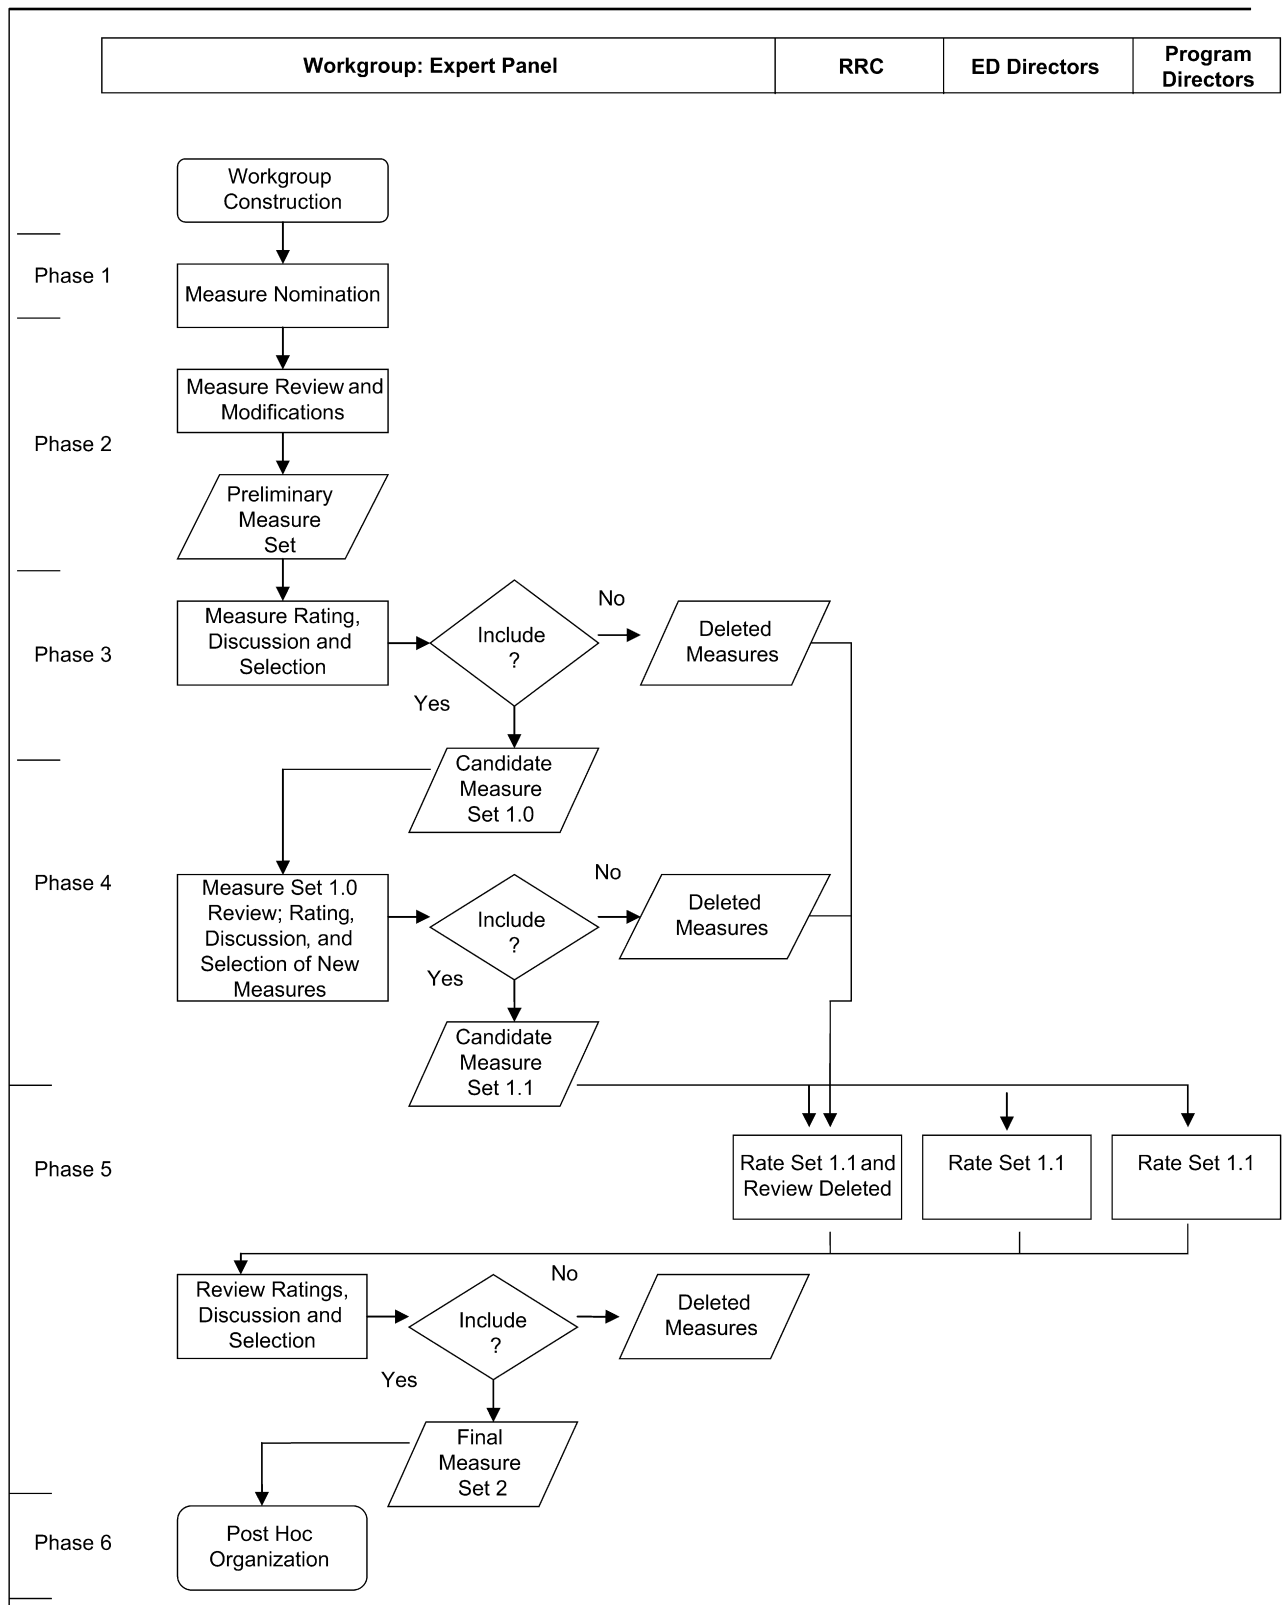 Workgroup: Expert Panel
RRC
ED Directors
Program
Directors
Workgroup
Construction
Phase 1
Measure Nomination
Measure Review and
Modifications
Phase 2
Preliminary
Measure
Set
Phase 3
Measure Rating,
Discussion and
Selection
Include
?
No
Deleted
Measures
Yes
Candidate
Measure
Set 1.0
Phase 4
Measure Set 1.0
Review; Rating,
Discussion, and
Selection of New
Measures
Include
?
No
Deleted
Measures
Yes
Candidate
Measure
Set 1.1
Phase 5
Rate Set 1.1 and
Review Deleted
Rate Set 1.1
Rate Set 1.1
Review Ratings,
Discussion and
Selection
Include
?
No
Deleted
Measures
Yes
Final
Measure
Set 2
Phase 6
Post Hoc
Organization